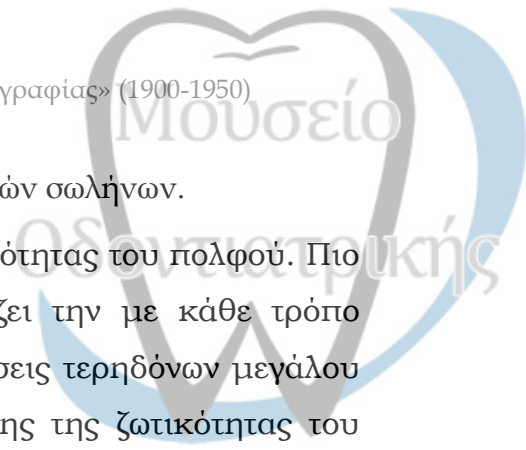 γραφίας» (1900-1950)
Μουσείο
ών σωλήνων.
Οδοντιατρικής
ότητας του πολφού. Πιο
ζει την με κάθε τρόπο
σεις τερηδόνων μεγάλου
ης της ζωτικότητας του